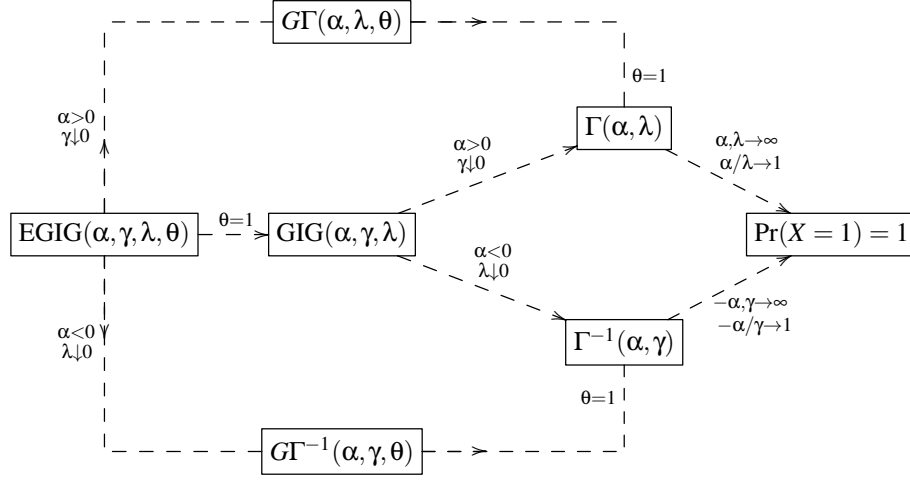 GΓ(α,λ,θ)
θ=1
α>0
γ↓0
Γ(α,λ)
α>0
γ↓0
α,λ→∞
α/λ→1
EGIG(α,γ,λ,θ)
θ=1
GIG(α,γ,λ)
Pr(X = 1) = 1
α<0
λ↓0
α<0
λ↓0
−α,γ→∞
−α/γ→1
Γ⁻¹(α,γ)
θ=1
GΓ⁻¹(α,γ,θ)